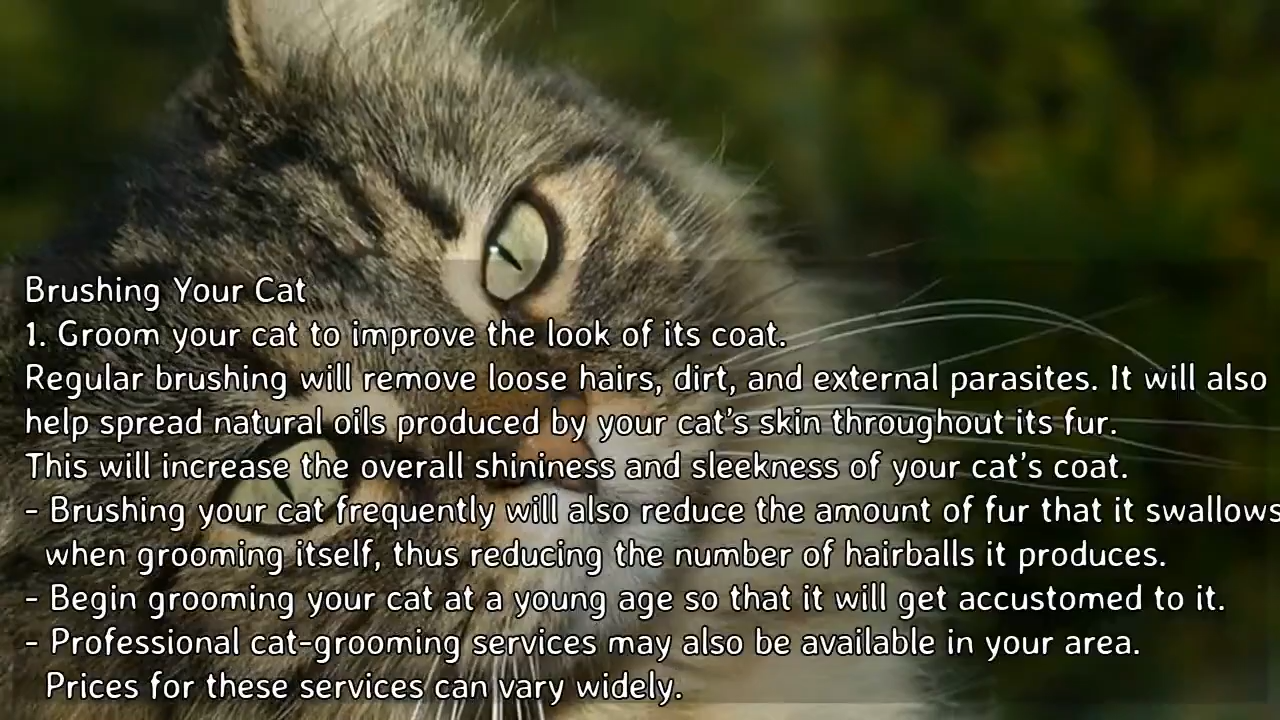 Brushing Your Cat
1. Groom your cat to improve the look of its coat.
Regular brushing will remove loose hairs, dirt, and external parasites. It will also
help spread natural oils produced by your cat's skin throughout its fur.
This will increase the overall shininess and sleekness of your cat's coat.
- Brushing your cat frequently will also reduce the amount of fur that it swallows
when grooming itself, thus reducing the number of hairballs it produces.
- Begin grooming your cat at a young age so that it will get accustomed to it.
- Professional cat-grooming services may also be available in your area.
Prices for these services can vary widely.